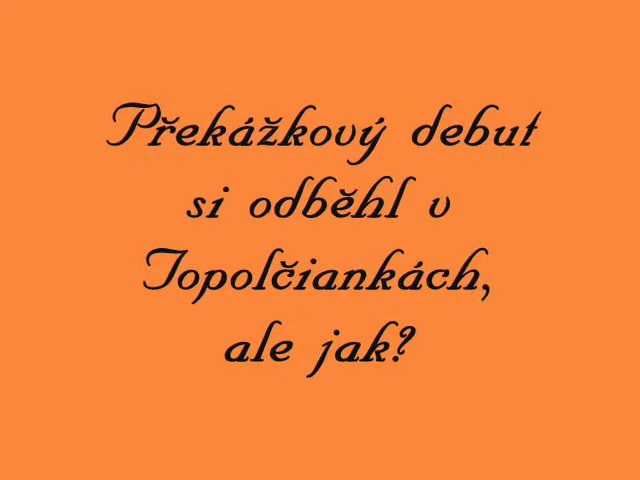 Překážkový debut
si odběhl v
Topolčiankách,
ale jak?